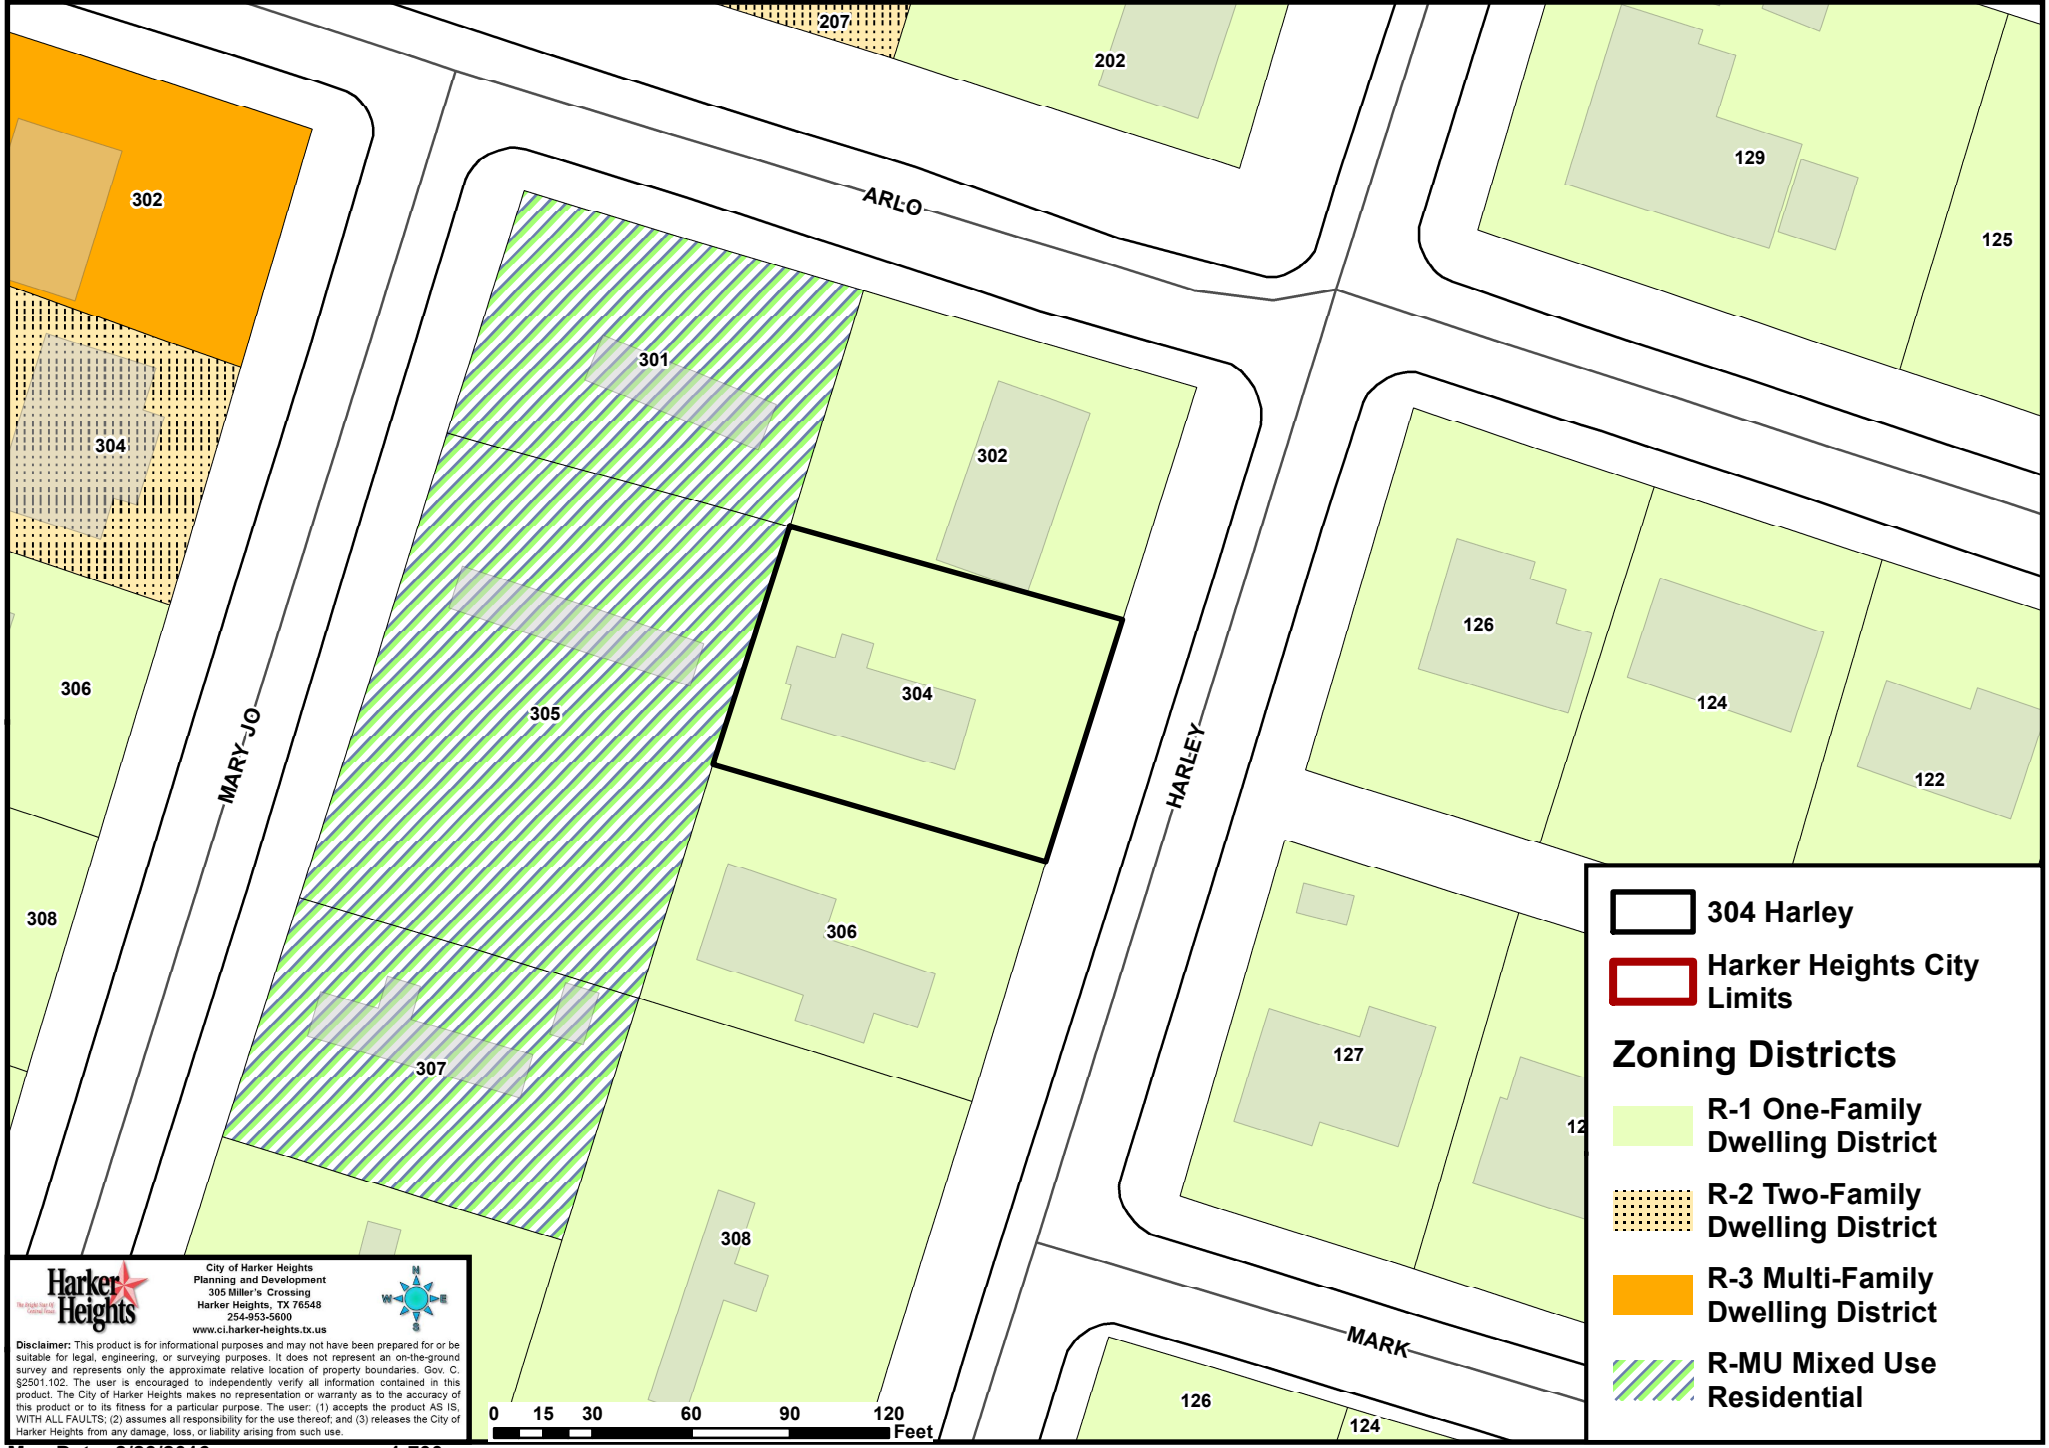 207
202
129
125
302
ARLO
301
302
304
126
124
122
306
305
304
MARY JO
HARLEY
308
306
307
127
12
308
MARK
126
124
304 Harley
Harker Heights City
Limits
Zoning Districts
R-1 One-Family
Dwelling District
R-2 Two-Family
Dwelling District
R-3 Multi-Family
Dwelling District
R-MU Mixed Use
Residential
Harker
Heights
City of Harker Heights
Planning and Development
305 Miller's Crossing
Harker Heights, TX 76548
254-953-5600
www.ci.harker-heights.tx.us
N
W E
S
Disclaimer: This product is for informational purposes and may not have been prepared for or be
suitable for legal, engineering, or surveying purposes. It does not represent an on-the-ground
survey and represents only the approximate relative location of property boundaries. Gov. C.
§2501.102. The user is encouraged to independently verify all information contained in this
product. The City of Harker Heights makes no representation or warranty as to the accuracy of
this product or to its fitness for a particular purpose. The user: (1) accepts the product AS IS,
WITH ALL FAULTS; (2) assumes all responsibility for the use thereof; and (3) releases the City of
Harker Heights from any damage, loss, or liability arising from such use.
0 15 30 60 90 120
Feet